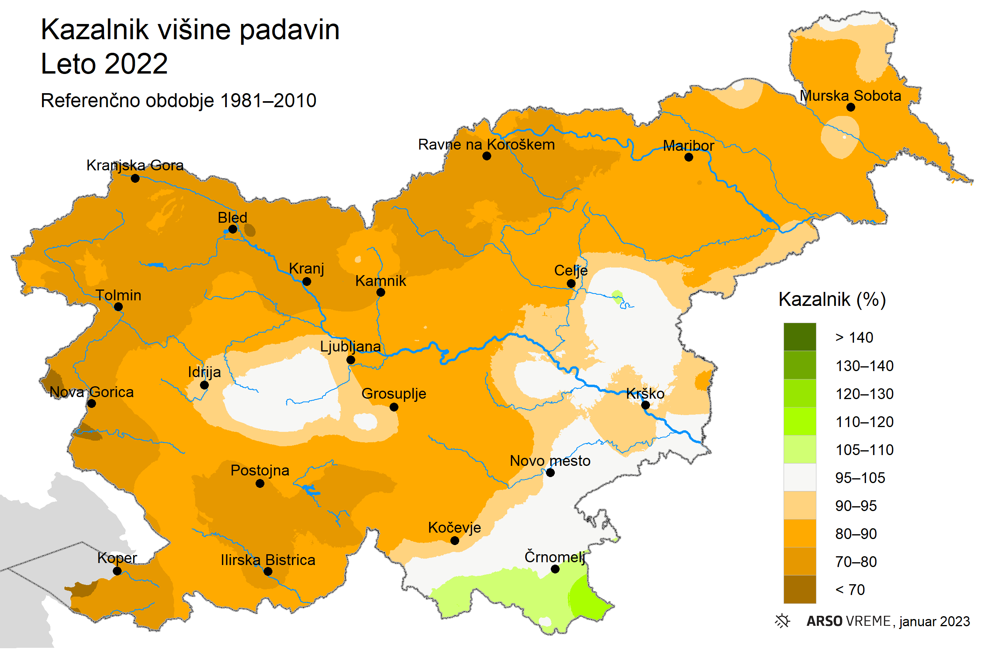 Kazalnik višine padavin
Leto 2022
Referenčno obdobje 1981–2010
Murska Sobota
Ravne na Koroškem
Maribor
Kranjska Gora
Bled
Kranj
Kamnik
Celje
Tolmin
Ljubljana
Idrija
Nova Gorica
Grosuplje
Krško
Postojna
Novo mesto
Kočevje
Koper
Ilirska Bistrica
Črnomelj
Kazalnik (%)
> 140
130–140
120–130
110–120
105–110
95–105
90–95
80–90
70–80
< 70
ARSO VREME, januar 2023